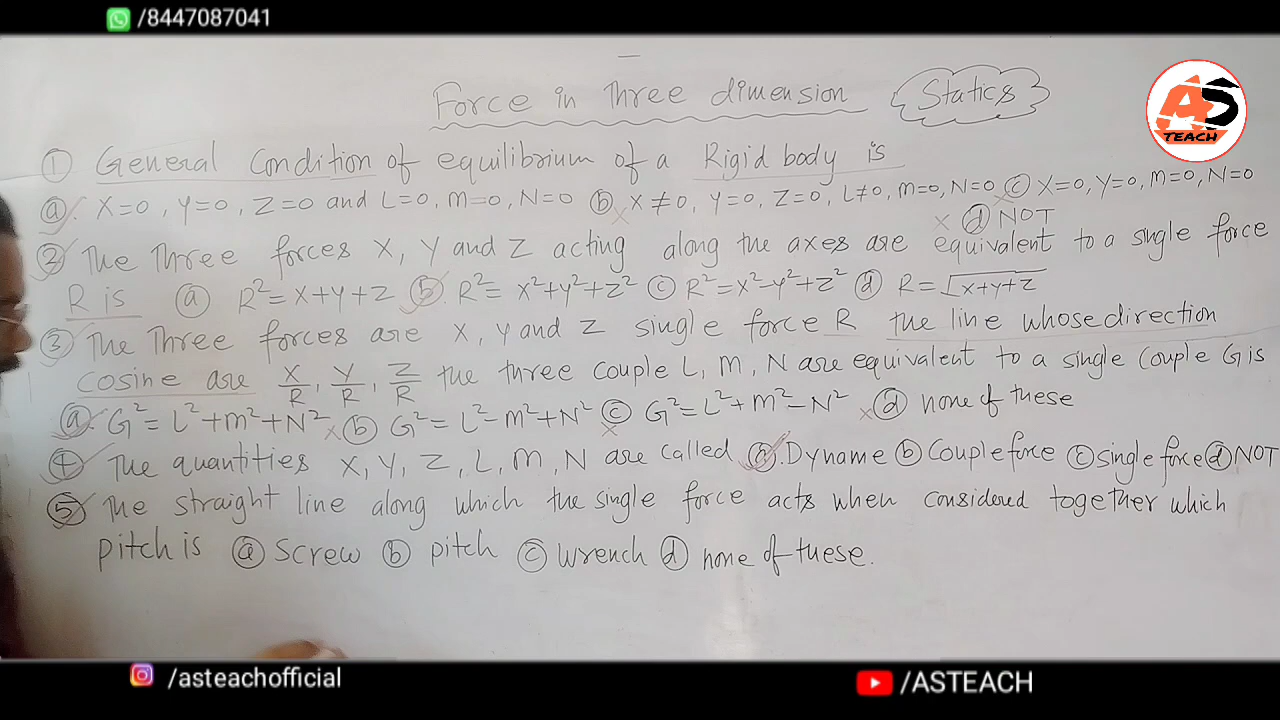 /8447087041
Force in Three dimension Statics
AS
TEACH
① General Condition of equilibrium of a Rigid body is
ⓐ X=0, Y=0, Z=0 and L=0, M=0, N=0 ⓑ X≠0, Y=0, Z=0, L≠0, M=0, N=0 ⓒ X=0, Y=0, M=0, N=0
ⓓ NOT
② The Three forces X, Y and Z acting along the axes are equivalent to a single force
R is ⓐ R²=X+Y+Z ⓑ R²= X²+Y²+Z² ⓒ R²=X²-Y²+Z² ⓓ R=√X+Y+Z
③ The Three forces are X, Y and Z single force R the line whose direction
Cosine are X/R, Y/R, Z/R the three couple L, M, N are equivalent to a single Couple G is
ⓐ G²= L²+M²+N² ⓑ G²= L²-M²+N² ⓒ G²=L²+M²-N² ⓓ none of these
④ The quantities X, Y, Z, L, M, N are called ⓐ Dyname ⓑ Couple force ⓒ single force ⓓ NOT
⑤ The straight line along which the single force acts when considered together which
pitch is ⓐ Screw ⓑ pitch ⓒ Wrench ⓓ none of these.
/asteachofficial
/ASTEACH